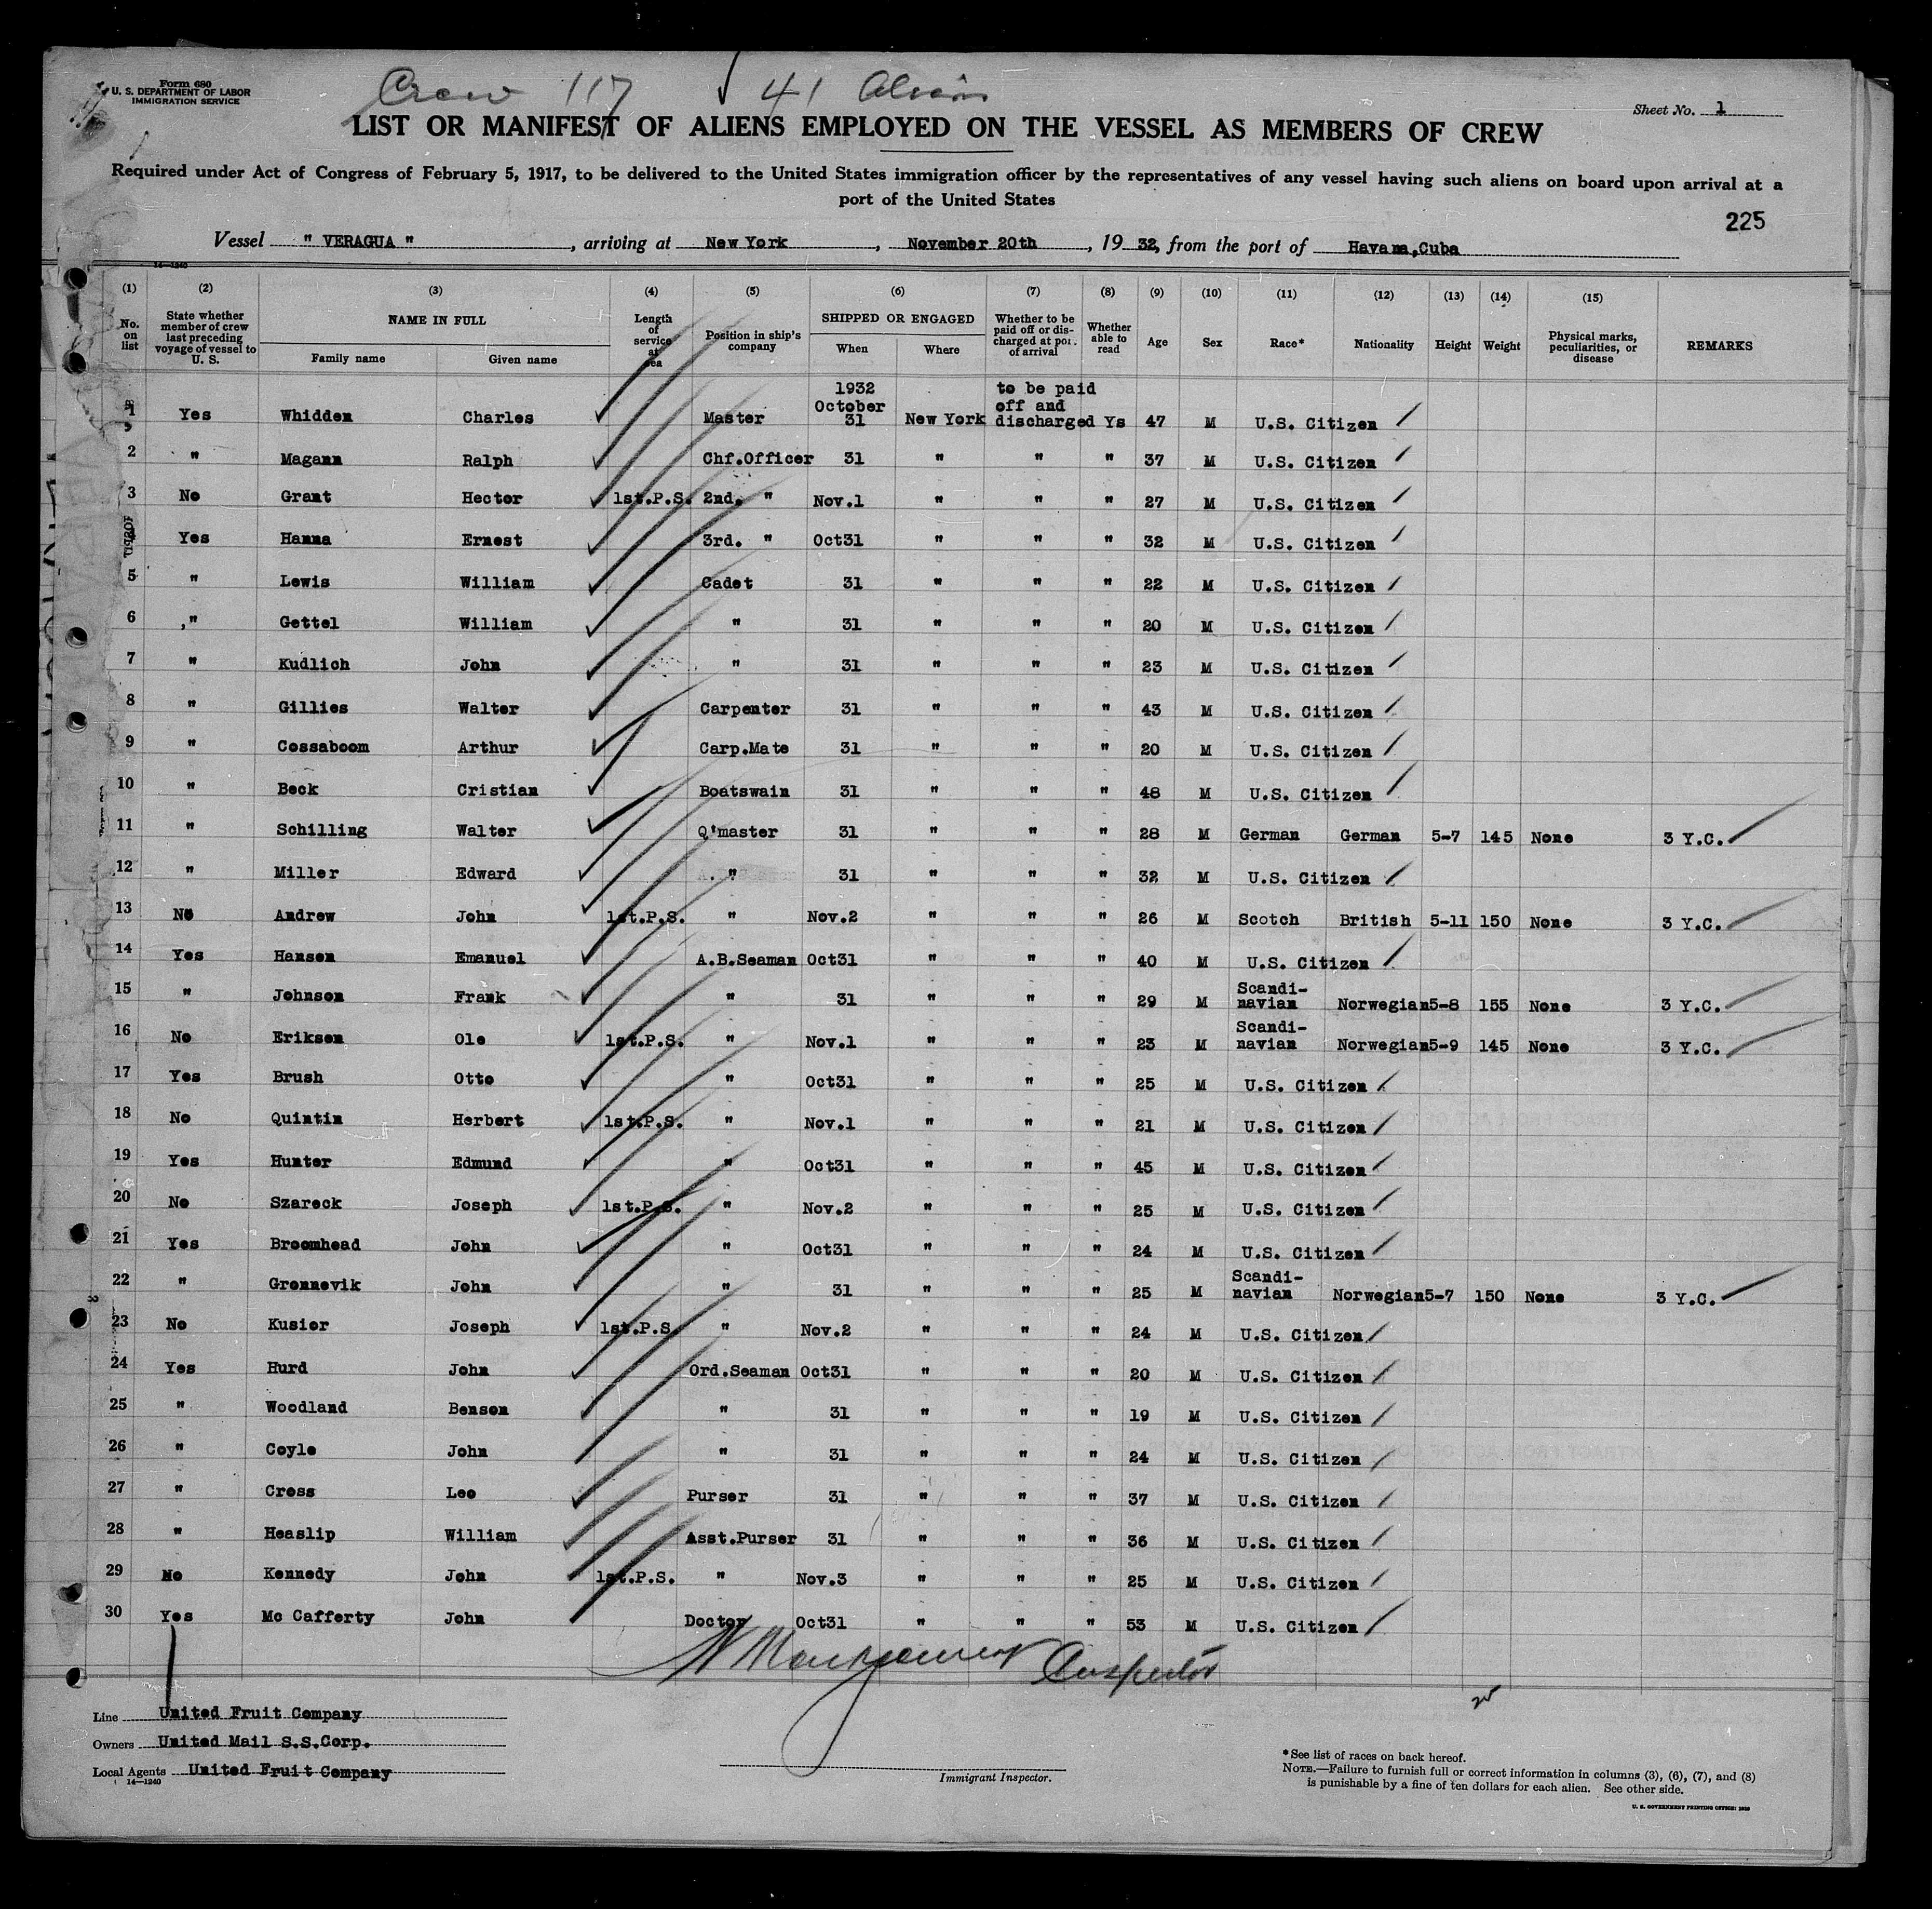 Form 680
U. S. DEPARTMENT OF LABOR
IMMIGRATION SERVICE
Crew 117 41 Aliens
Sheet No. 1
LIST OR MANIFEST OF ALIENS EMPLOYED ON THE VESSEL AS MEMBERS OF CREW
Required under Act of Congress of February 5, 1917, to be delivered to the United States immigration officer by the representatives of any vessel having such aliens on board upon arrival at a
port of the United States
225
Vessel " VERAGUA " , arriving at New York , November 20th , 19 32, from the port of Havana,Cuba
14—1240
(1) (2) (3) (4) (5) (6) (7) (8) (9) (10) (11) (12) (13) (14) (15)
No. on list State whether member of crew last preceding voyage of vessel to U. S. NAME IN FULL Family name Given name Length of service at sea Position in ship's company SHIPPED OR ENGAGED When Where Whether to be paid off or discharged at port of arrival Whether able to read Age Sex Race* Nationality Height Weight Physical marks, peculiarities, or disease REMARKS
1932 to be paid
October off and
1 Yes Whidden Charles Master 31 New York discharged Ys 47 M U.S. Citizen
2 " Magann Ralph Chf.Officer 31 " " " 37 M U.S. Citizen
3 No Grant Hector 1st.P.S. 2nd. " Nov.1 " " " 27 M U.S. Citizen
4 Yes Hanna Ernest 3rd. " Oct31 " " " 32 M U.S. Citizen
5 " Lewis William Cadet 31 " " " 22 M U.S. Citizen
6 " Gettel William " 31 " " " 20 M U.S. Citizen
7 " Kudlich John " 31 " " " 23 M U.S. Citizen
8 " Gillies Walter Carpenter 31 " " " 43 M U.S. Citizen
9 " Cossaboom Arthur Carp.Mate 31 " " " 20 M U.S. Citizen
10 " Beck Cristian Boatswain 31 " " " 48 M U.S. Citizen
11 " Schilling Walter Q'master 31 " " " 28 M German German 5-7 145 None 3 Y.C.
12 " Miller Edward " 31 " " " 32 M U.S. Citizen
13 No Andrew John 1st.P.S. " Nov.2 " " " 26 M Scotch British 5-11 150 None 3 Y.C.
14 Yes Hansen Emanuel A.B.Seaman Oct31 " " " 40 M U.S. Citizen
15 " Johnson Frank " 31 " " " 29 M Scandi-navian Norwegian 5-8 155 None 3 Y.C.
16 No Eriksen Ole 1st.P.S. " Nov.1 " " " 23 M Scandi-navian Norwegian 5-9 145 None 3 Y.C.
17 Yes Brush Otto " Oct31 " " " 25 M U.S. Citizen
18 No Quintin Herbert 1st.P.S. " Nov.1 " " " 21 M U.S. Citizen
19 Yes Hunter Edmund " Oct31 " " " 45 M U.S. Citizen
20 No Szareck Joseph 1st.P.S. " Nov.2 " " " 25 M U.S. Citizen
21 Yes Broomhead John " Oct31 " " " 24 M U.S. Citizen
22 " Gronnevik John " 31 " " " 25 M Scandi-navian Norwegian 5-7 150 None 3 Y.C.
23 No Kusier Joseph 1st.P.S. " Nov.2 " " " 24 M U.S. Citizen
24 Yes Hurd John Ord.Seaman Oct31 " " " 20 M U.S. Citizen
25 " Woodland Benson " 31 " " " 19 M U.S. Citizen
26 " Coyle John " 31 " " " 24 M U.S. Citizen
27 " Cross Leo Purser 31 " " " 37 M U.S. Citizen
28 " Heaslip William Asst.Purser 31 " " " 36 M U.S. Citizen
29 No Kennedy John 1st.P.S. " Nov.3 " " " 25 M U.S. Citizen
30 Yes Mc Cafferty John Doctor Oct31 " " " 53 M U.S. Citizen
Inspector
Line United Fruit Company
Owners United Mail S.S.Corp.
Local Agents United Fruit Company
14—1240
Immigrant Inspector.
*See list of races on back hereof.
NOTE.—Failure to furnish full or correct information in columns (3), (6), (7), and (8)
is punishable by a fine of ten dollars for each alien. See other side.